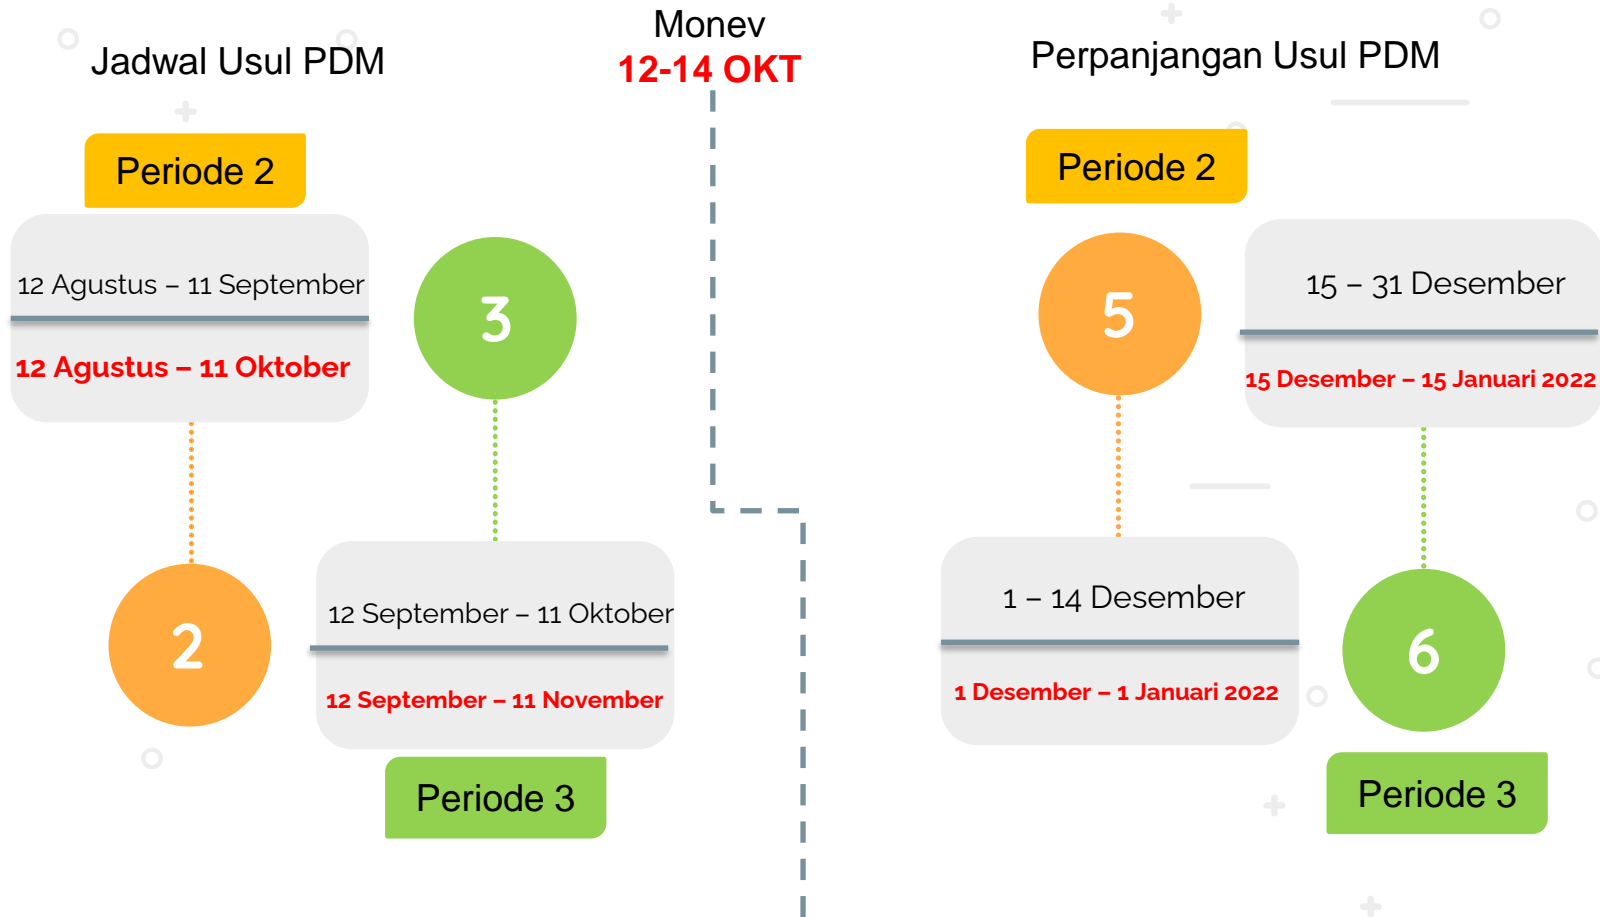 Jadwal Usul PDM
Monev
12-14 OKT
Perpanjangan Usul PDM
Periode 2
12 Agustus – 11 September
12 Agustus – 11 Oktober
2
3
12 September – 11 Oktober
12 September – 11 November
Periode 3
Periode 2
5
1 – 14 Desember
1 Desember – 1 Januari 2022
15 – 31 Desember
15 Desember – 15 Januari 2022
6
Periode 3